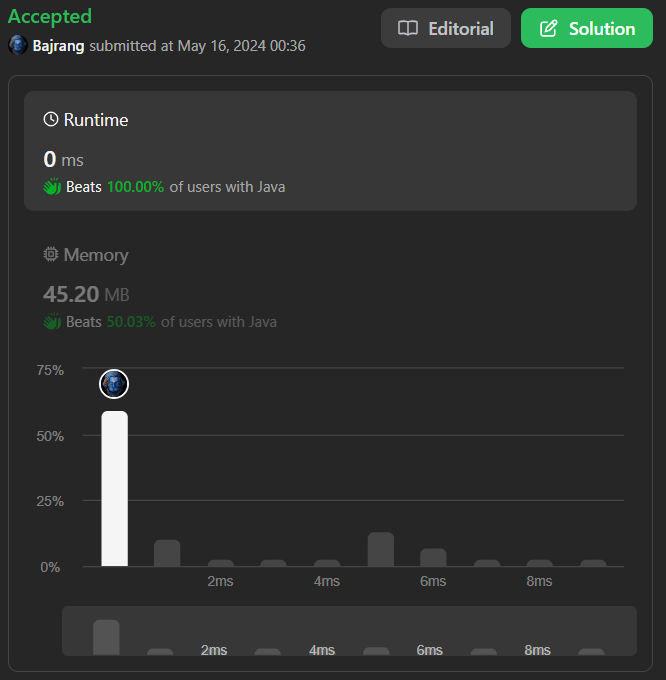 Accepted
Bajrang submitted at May 16, 2024 00:36
Editorial
Solution
Runtime
0 ms
Beats 100.00% of users with Java
Memory
45.20 MB
Beats 50.03% of users with Java
75%
50%
25%
0%
2ms 4ms 6ms 8ms
2ms 4ms 6ms 8ms